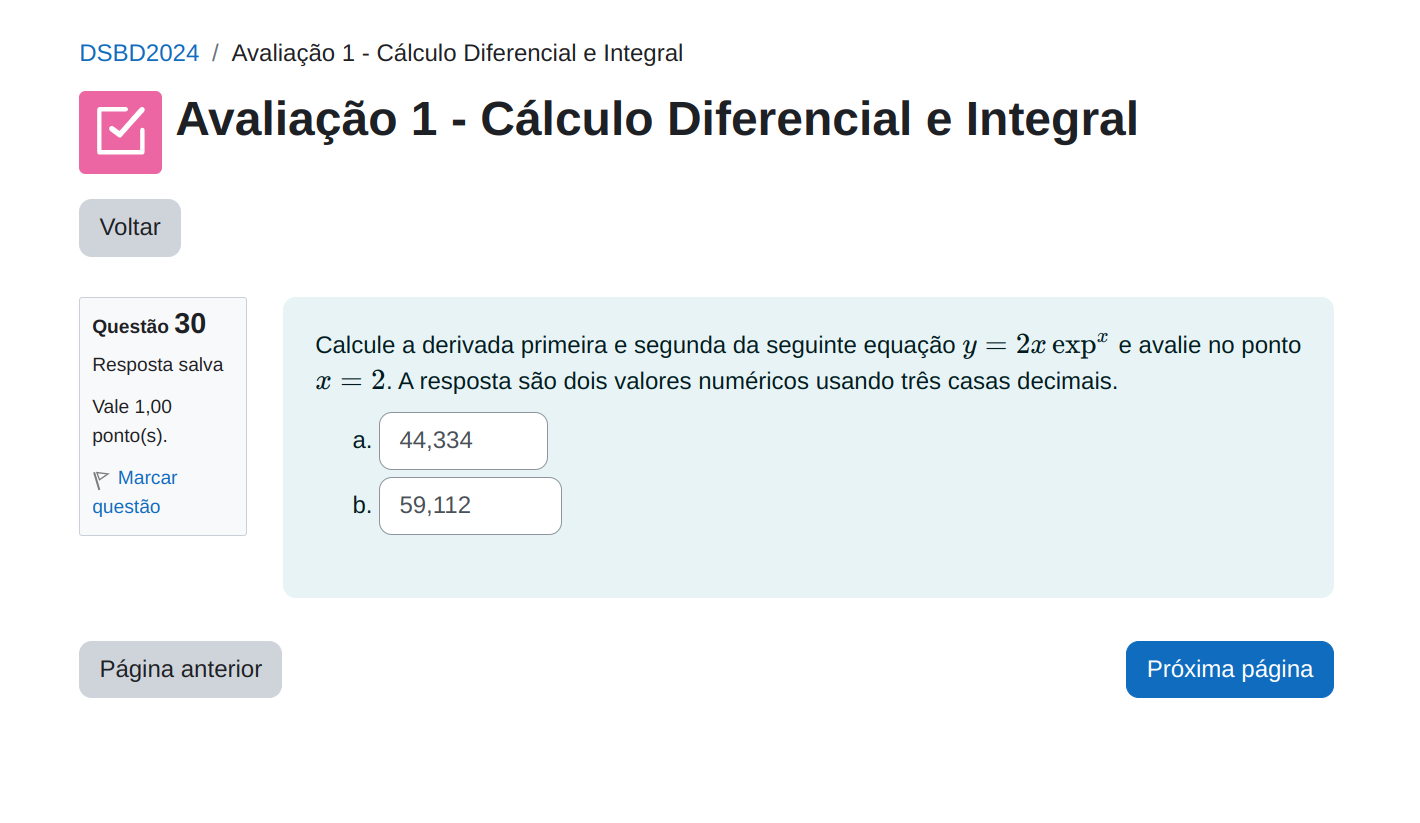 DSBD2024 / Avaliação 1 - Cálculo Diferencial e Integral
Avaliação 1 - Cálculo Diferencial e Integral
Voltar
Questão 30
Resposta salva
Vale 1,00
ponto(s).
Marcar
questão
Calcule a derivada primeira e segunda da seguinte equação y = 2x exp^x e avalie no ponto
x = 2. A resposta são dois valores numéricos usando três casas decimais.
a. 44,334
b. 59,112
Página anterior
Próxima página